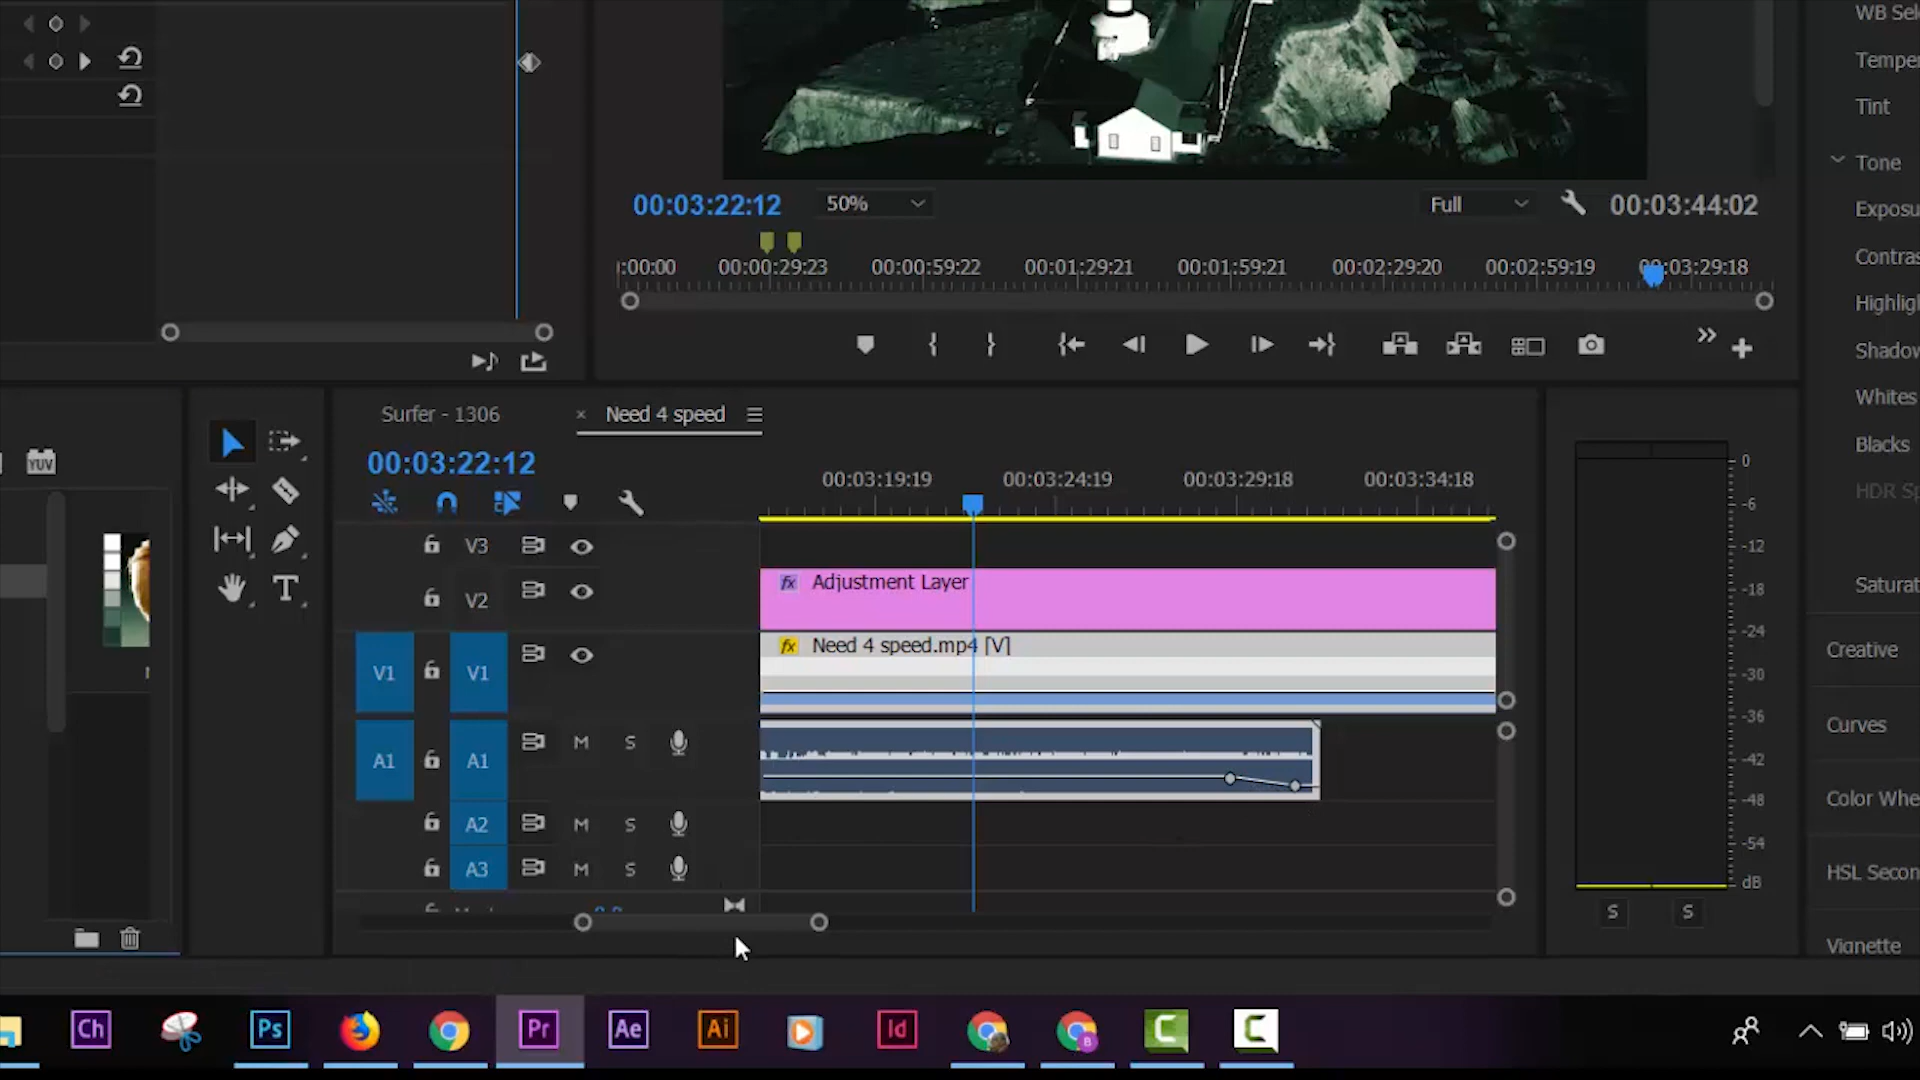 WB Sel
Temper
Tint
Tone
Exposu
Contras
Highlig
Shadow
Whites
Blacks
HDR Sp
Saturat
Creative
Curves
Color Whe
HSL Secon
Vignette
00:03:22:12
50%
Full
00:03:44:02
:00:00
00:00:29:23
00:00:59:22
00:01:29:21
00:01:59:21
00:02:29:20
00:02:59:19
00:03:29:18
Surfer - 1306
× Need 4 speed
00:03:22:12
00:03:19:19
00:03:24:19
00:03:29:18
00:03:34:18
YUV
V3
V2
fx Adjustment Layer
V1 V1
fx Need 4 speed.mp4 [V]
A1 A1 M S
A2 M S
A3 M S
0
-6
-12
-18
-24
-30
-36
-42
-48
-54
dB
S S
Ch Ps Pr Ae Ai Id B C C